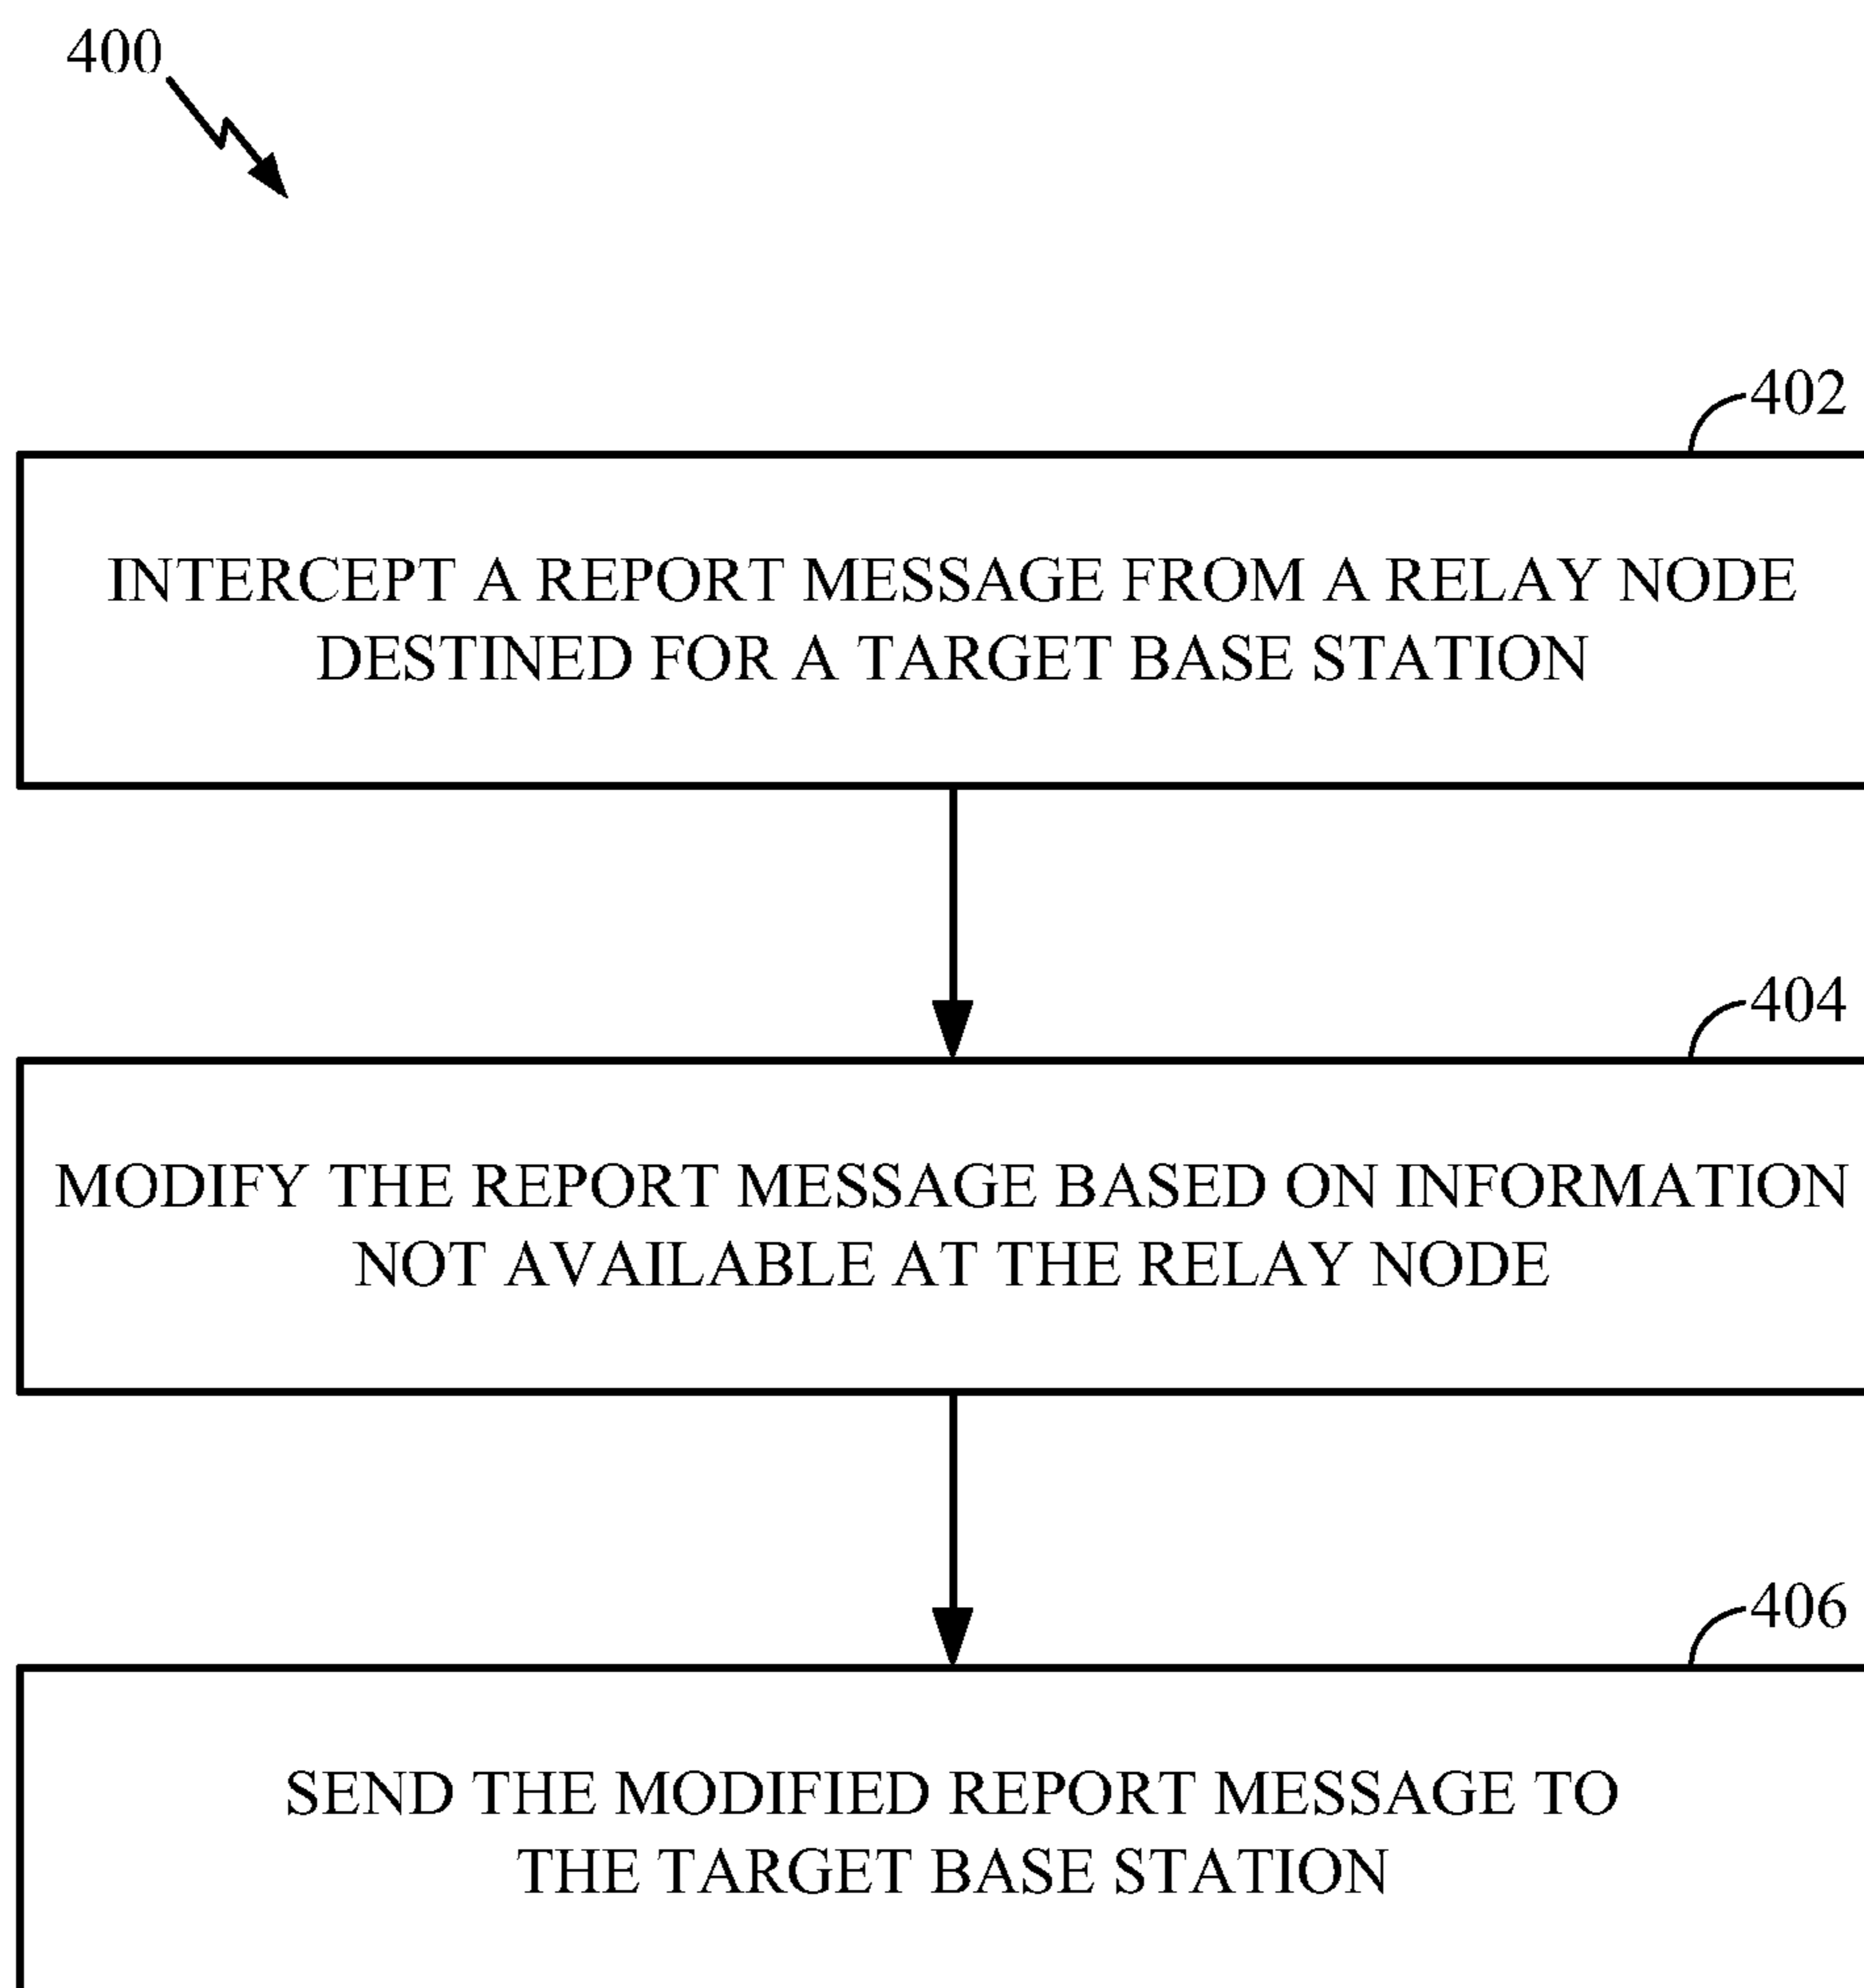 400
402
INTERCEPT A REPORT MESSAGE FROM A RELAY NODE
DESTINED FOR A TARGET BASE STATION
404
MODIFY THE REPORT MESSAGE BASED ON INFORMATION
NOT AVAILABLE AT THE RELAY NODE
406
SEND THE MODIFIED REPORT MESSAGE TO
THE TARGET BASE STATION